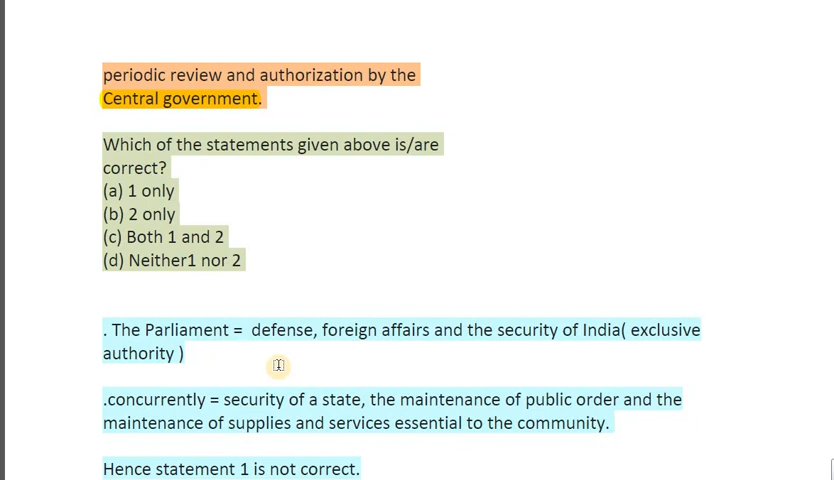 periodic review and authorization by the
Central government.
Which of the statements given above is/are
correct?
(a) 1 only
(b) 2 only
(c) Both 1 and 2
(d) Neither1 nor 2
. The Parliament = defense, foreign affairs and the security of India( exclusive
authority )
.concurrently = security of a state, the maintenance of public order and the
maintenance of supplies and services essential to the community.
Hence statement 1 is not correct.